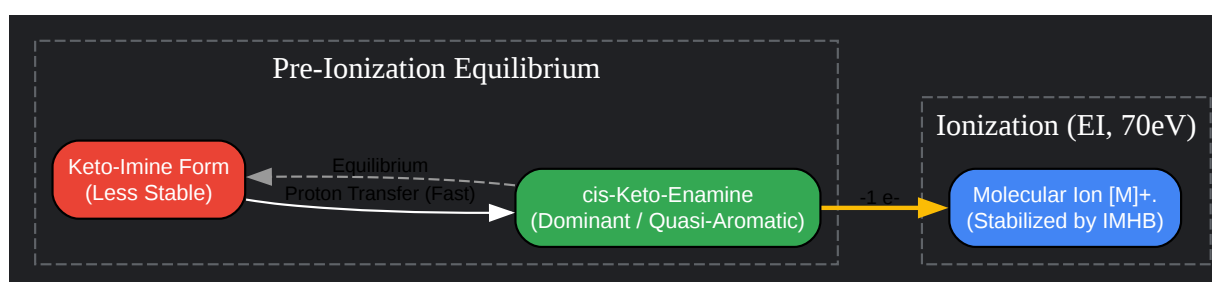 Pre-Ionization Equilibrium
Ionization (EI, 70eV)
Keto-Imine Form
(Less Stable)
Equilibrium
Proton Transfer (Fast)
cis-Keto-Enamine
(Dominant / Quasi-Aromatic)
-1 e-
Molecular Ion [M]+.
(Stabilized by IMHB)